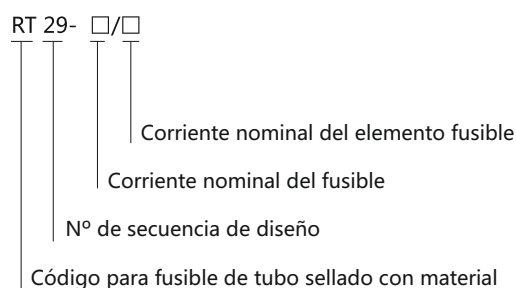 RT 29- □/□
Corriente nominal del elemento fusible
Corriente nominal del fusible
Nº de secuencia de diseño
Código para fusible de tubo sellado con material